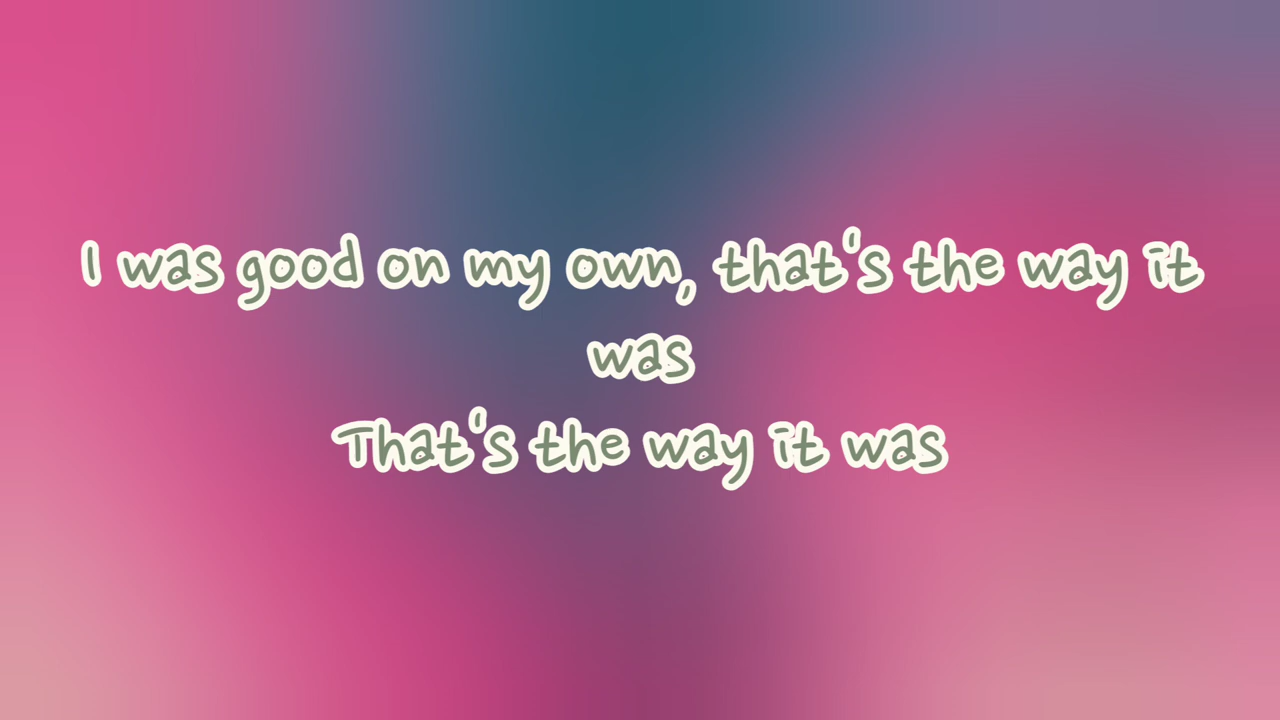 I was good on my own, that's the way it
was
That's the way it was